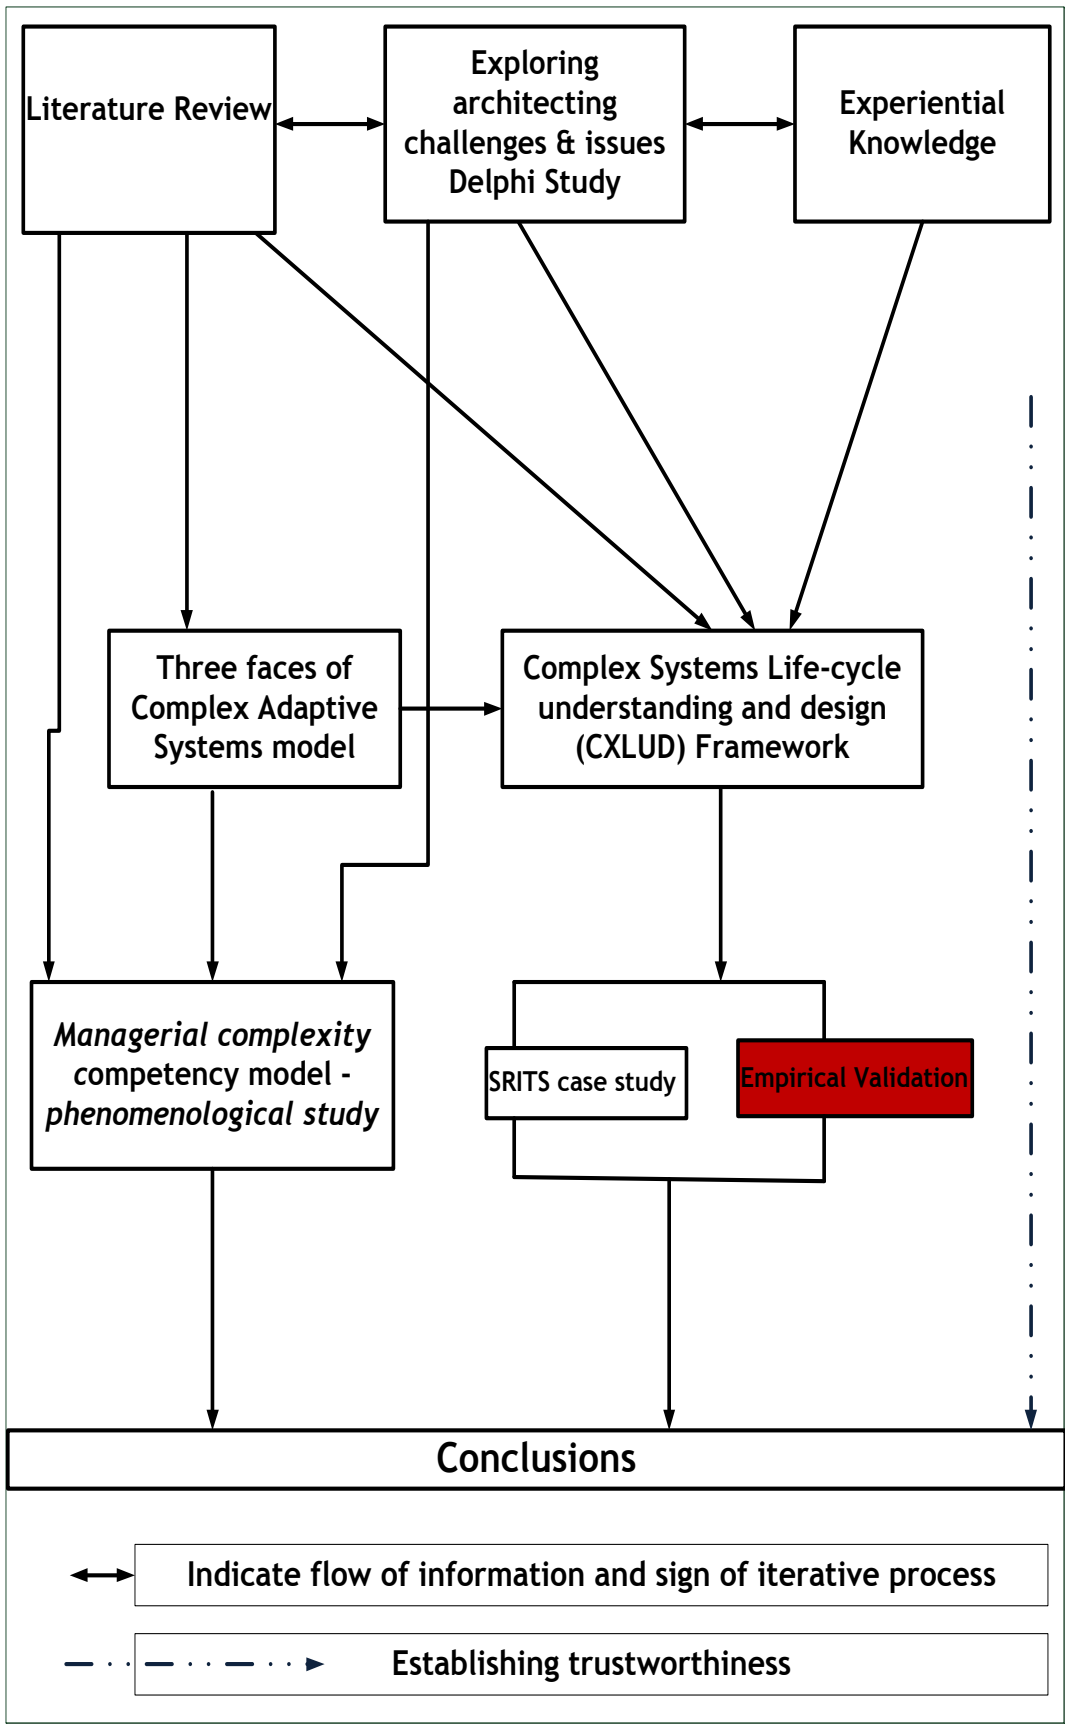 Literature Review
Exploring
architecting
challenges & issues
Delphi Study
Experiential
Knowledge
Three faces of
Complex Adaptive
Systems model
Complex Systems Life-cycle
understanding and design
(CXLUD) Framework
Managerial complexity
competency model -
phenomenological study
SRITS case study
Empirical Validation
Conclusions
Indicate flow of information and sign of iterative process
Establishing trustworthiness